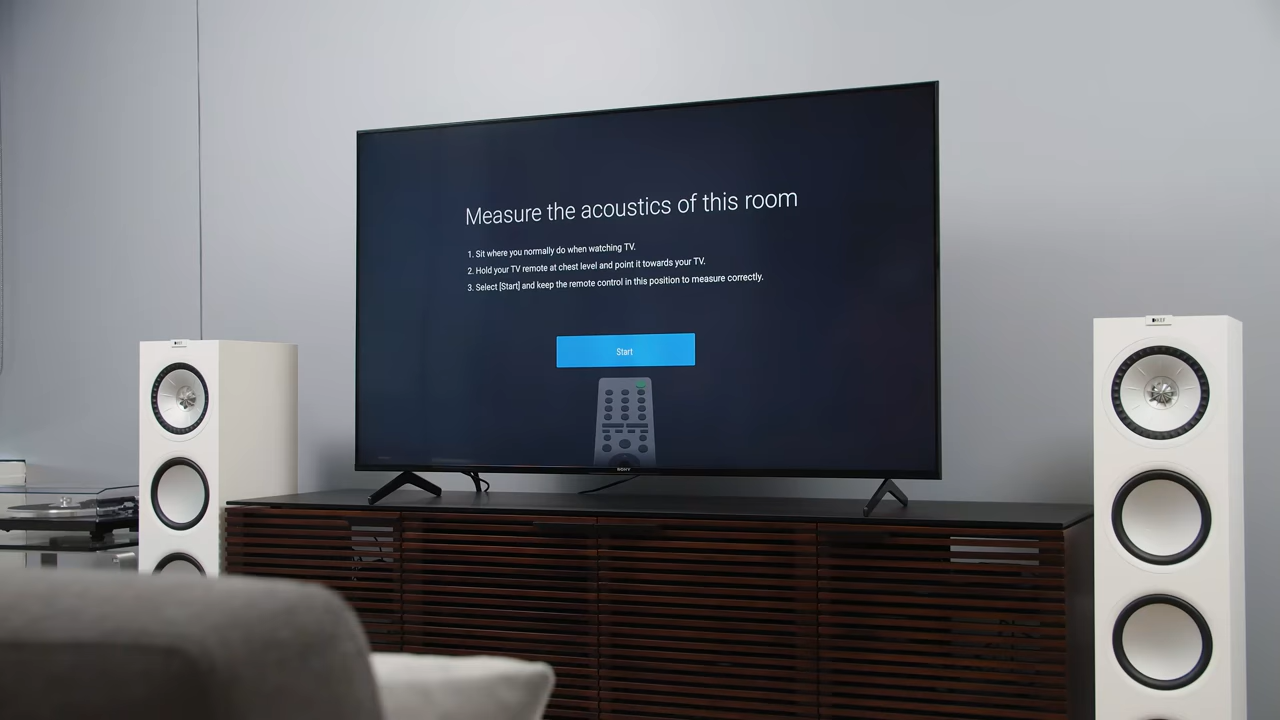 Measure the acoustics of this room
1. Sit where you normally do when watching TV.
2. Hold your TV remote at chest level and point it towards your TV.
3. Select [Start] and keep the remote control in this position to measure correctly.
Start
SONY
KEF
KEF